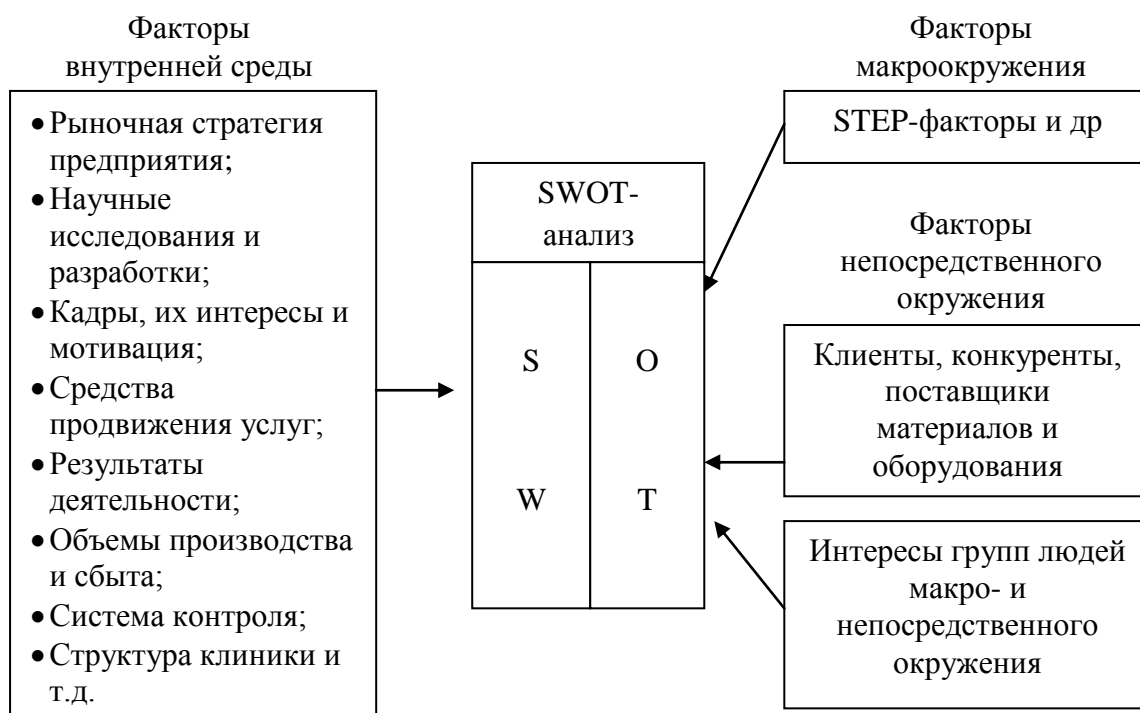 Факторы
внутренней среды
• Рыночная стратегия
предприятия;
• Научные
исследования и
разработки;
• Кадры, их интересы и
мотивация;
• Средства
продвижения услуг;
• Результаты
деятельности;
• Объемы производства
и сбыта;
• Система контроля;
• Структура клиники и
т.д.
SWOT-
анализ
S
O
W
T
Факторы
макроокружения
STEP-факторы и др
Факторы
непосредственного
окружения
Клиенты, конкуренты,
поставщики
материалов и
оборудования
Интересы групп людей
макро- и
непосредственного
окружения